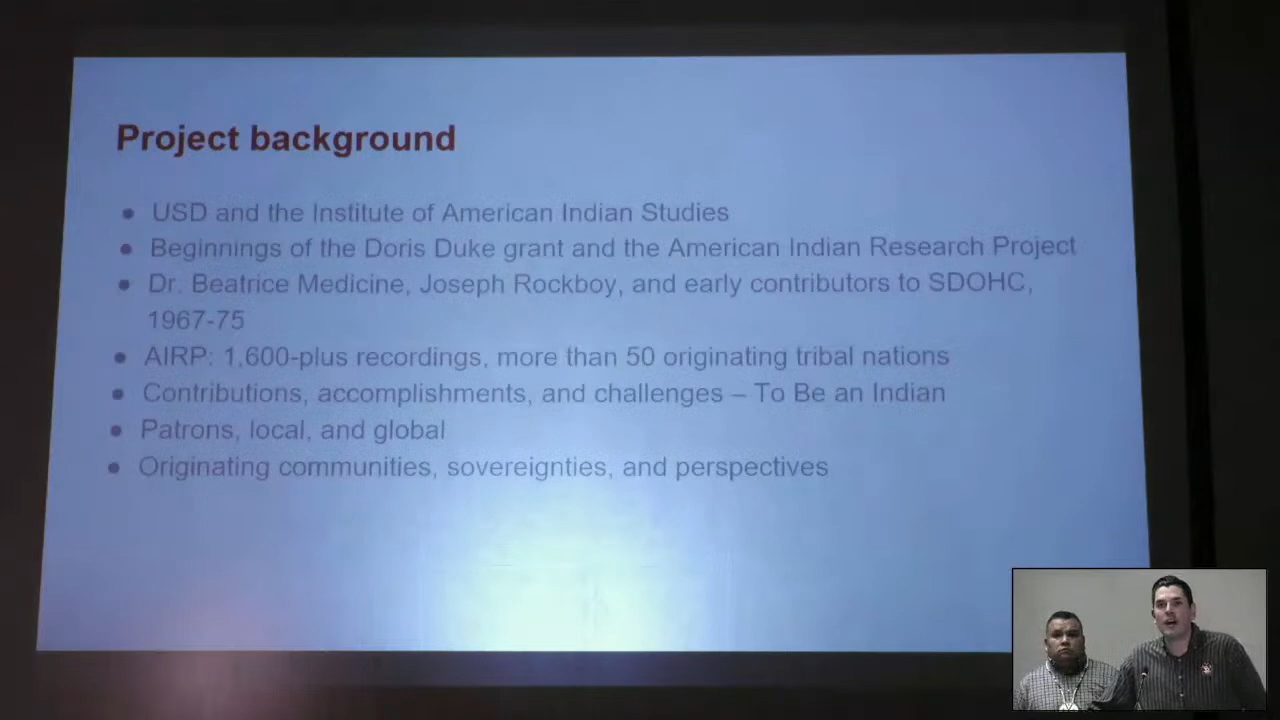 Project background
● USD and the Institute of American Indian Studies
● Beginnings of the Doris Duke grant and the American Indian Research Project
● Dr. Beatrice Medicine, Joseph Rockboy, and early contributors to SDOHC,
1967-75
● AIRP: 1,600-plus recordings, more than 50 originating tribal nations
● Contributions, accomplishments, and challenges – To Be an Indian
● Patrons, local, and global
● Originating communities, sovereignties, and perspectives